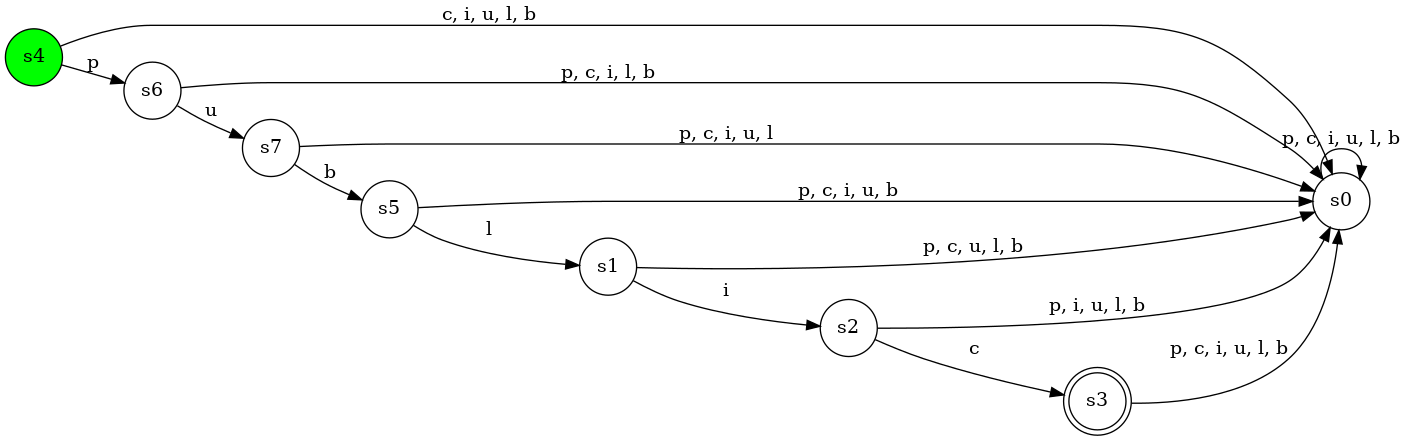 c, i, u, l, b
s4
p
p, c, i, l, b
s6
u
p, c, i, u, l
p, c, i, u, l, b
s7
b
p, c, i, u, b
s0
s5
l
p, c, u, l, b
s1
i
p, i, u, l, b
s2
c
p, c, i, u, l, b
s3